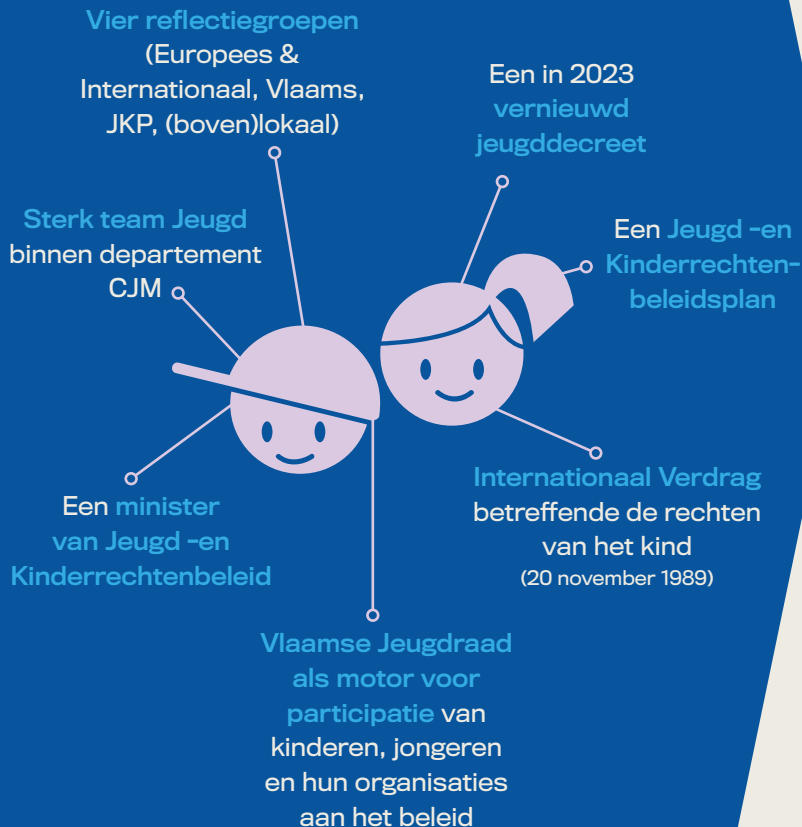 Vier reflectiegroepen
(Europees &
Internationaal, Vlaams,
JKP, (boven)lokaal)
Een in 2023
vernieuwd
jeugddecreet
Sterk team Jeugd
binnen departement
CJM
Een Jeugd -en
Kinderrechten-
beleidsplan
Een minister
van Jeugd -en
Kinderrechtenbeleid
Internationaal Verdrag
betreffende de rechten
van het kind
(20 november 1989)
Vlaamse Jeugdraad
als motor voor
participatie van
kinderen, jongeren
en hun organisaties
aan het beleid